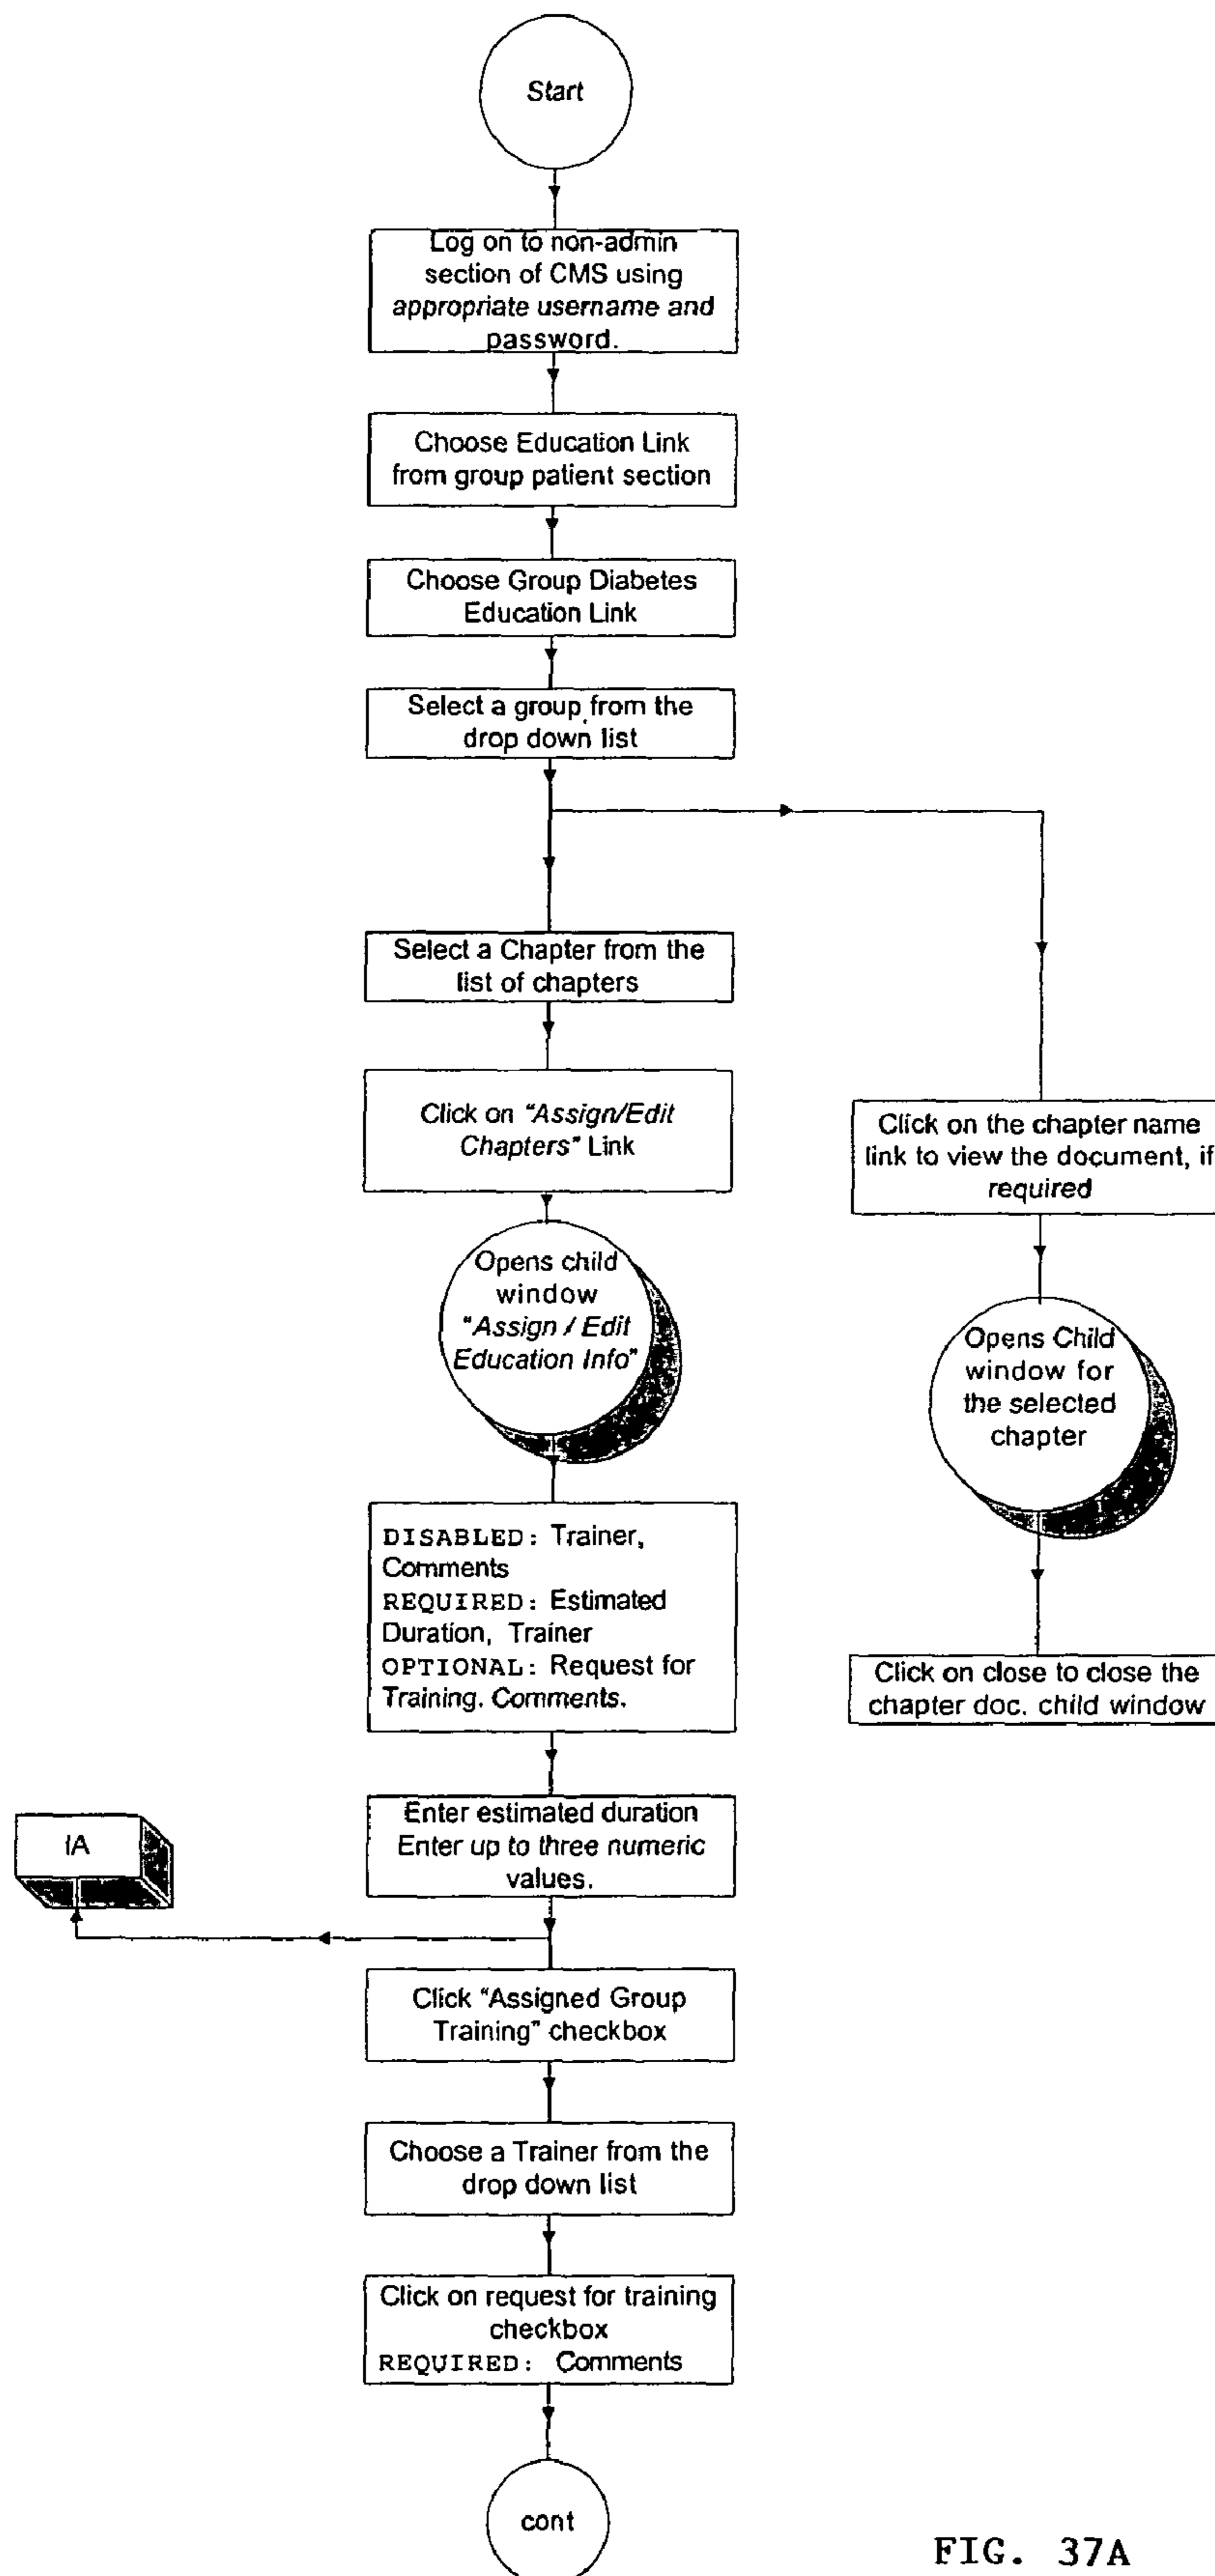 Start
Log on to non-admin
section of CMS using
appropriate username and
password.
Choose Education Link
from group patient section
Choose Group Diabetes
Education Link
Select a group from the
drop down list
Select a Chapter from the
list of chapters
Click on "Assign/Edit
Chapters" Link
Opens child
window
"Assign / Edit
Education Info"
Click on the chapter name
link to view the document, if
required
Opens Child
window for
the selected
chapter
Click on close to close the
chapter doc. child window
DISABLED: Trainer,
Comments
REQUIRED: Estimated
Duration, Trainer
OPTIONAL: Request for
Training. Comments.
Enter estimated duration
Enter up to three numeric
values.
IA
Click "Assigned Group
Training" checkbox
Choose a Trainer from the
drop down list
Click on request for training
checkbox
REQUIRED: Comments
cont
FIG. 37A